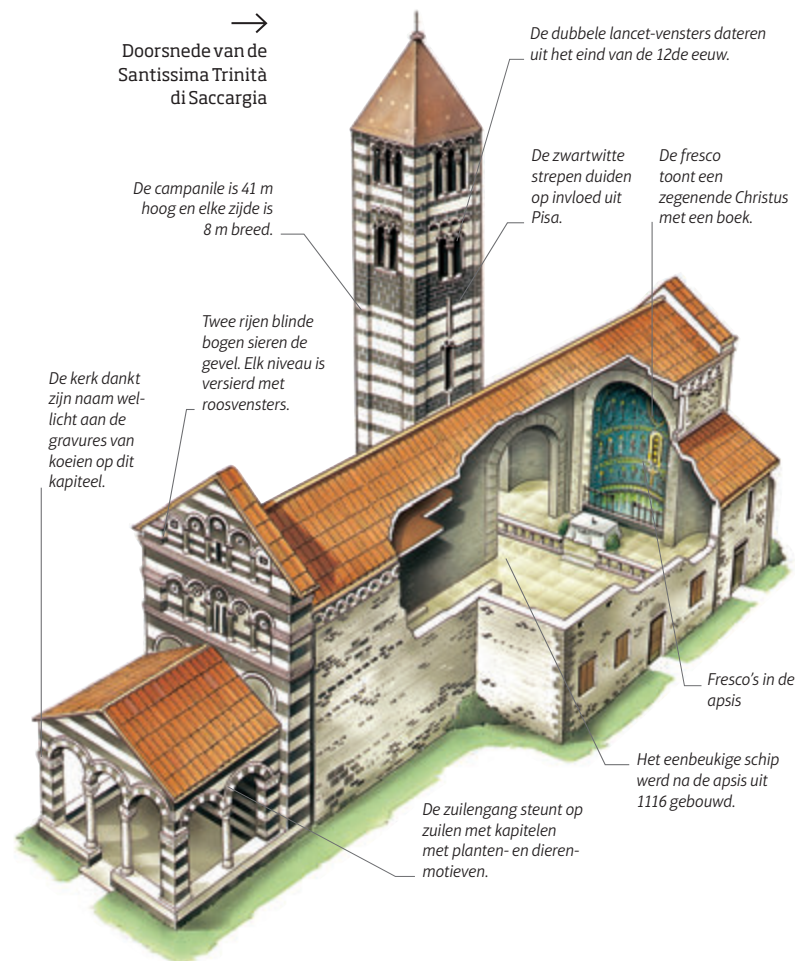 →
Doorsnede van de
Santissima Trinità
di Saccargia
De dubbele lancet-vensters dateren
uit het eind van de 12de eeuw.
De campanile is 41 m
hoog en elke zijde is
8 m breed.
De zwartwitte
strepen duiden
op invloed uit
Pisa.
De fresco
toont een
zegenende Christus
met een boek.
Twee rijen blinde
bogen sieren de
gevel. Elk niveau is
versierd met
roosvensters.
De kerk dankt
zijn naam wel-
licht aan de
gravures van
koeien op dit
kapiteel.
Fresco's in de
apsis
Het eenbeukige schip
werd na de apsis uit
1116 gebouwd.
De zuilengang steunt op
zuilen met kapitelen
met planten- en dieren-
motieven.